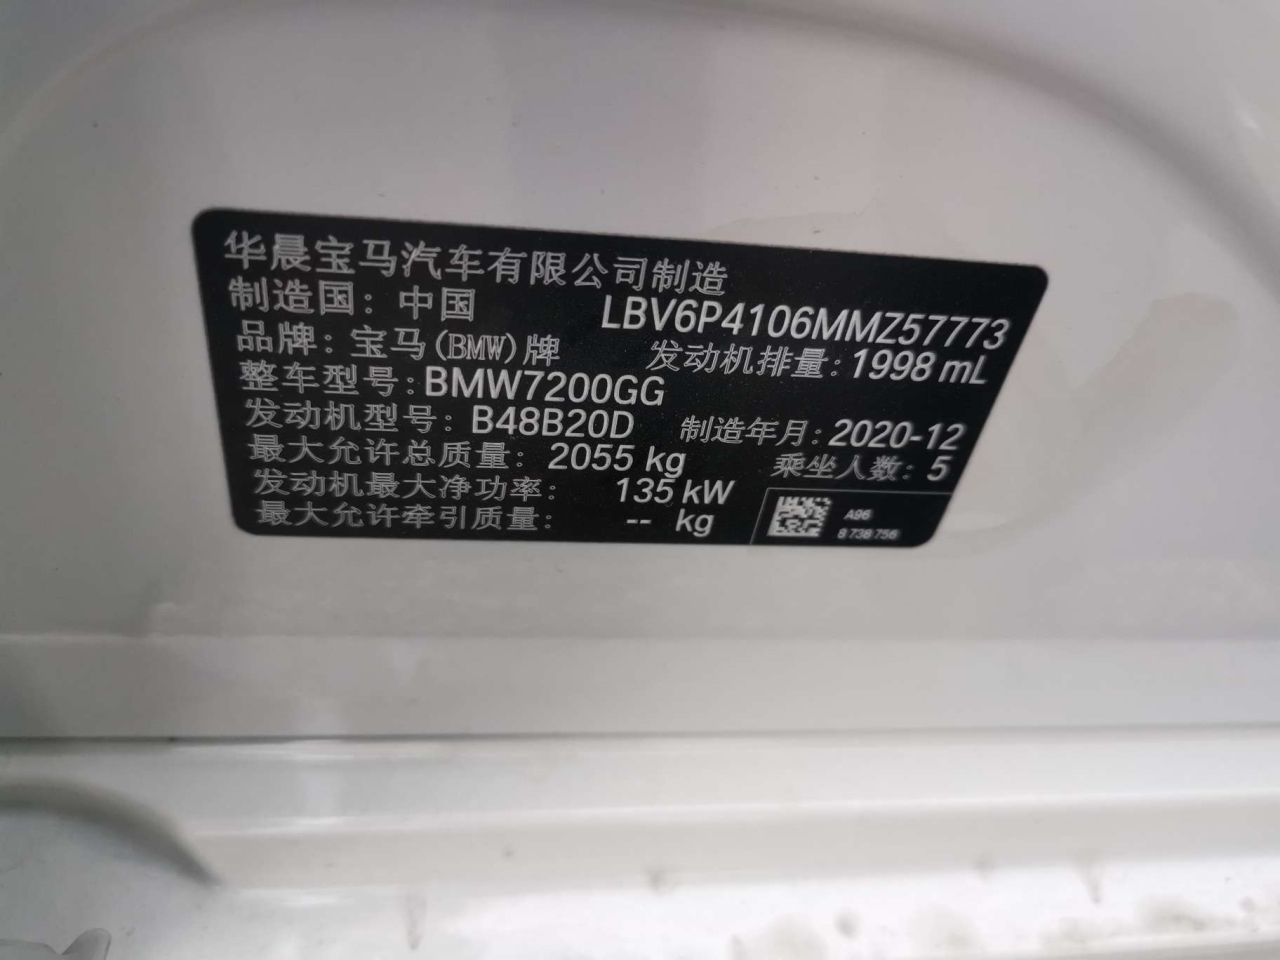 华晨宝马汽车有限公司制造
制造国：中国 LBV6P4106MMZ57773
品牌：宝马(BMW)牌 发动机排量：1998 mL
整车型号：BMW7200GG
发动机型号：B48B20D 制造年月：2020-12
最大允许总质量：2055 kg 乘坐人数：5
发动机最大净功率：135 kW
最大允许牵引质量：-- kg
A96
8 738 756